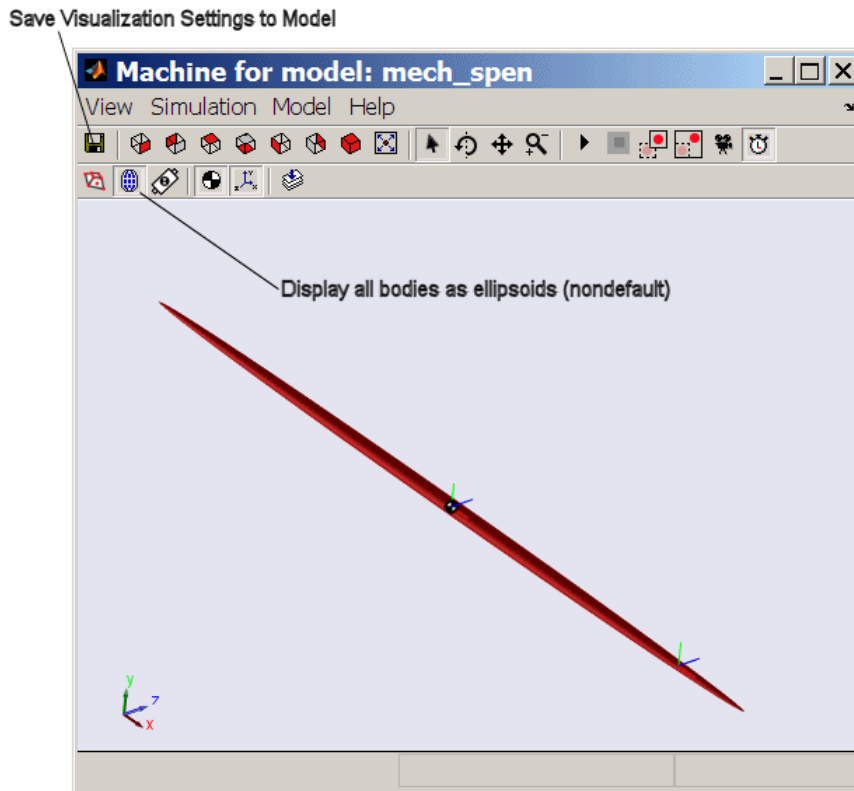 Save Visualization Settings to Model
Machine for model: mech_spen
View Simulation Model Help
Display all bodies as ellipsoids (nondefault)
y
z
x